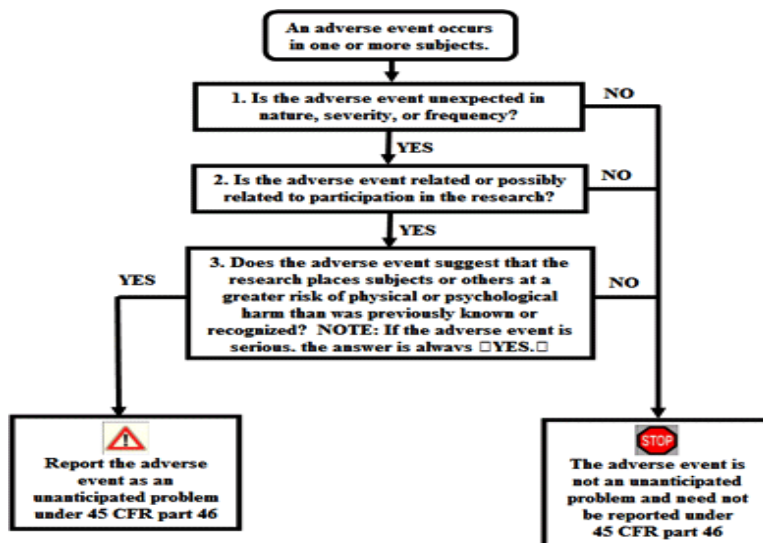 An adverse event occurs
in one or more subjects.
1. Is the adverse event unexpected in
nature, severity, or frequency?
NO
YES
2. Is the adverse event related or possibly
related to participation in the research?
NO
YES
3. Does the adverse event suggest that the
research places subjects or others at a
greater risk of physical or psychological
harm than was previously known or
recognized? NOTE: If the adverse event is
serious, the answer is always □YES.□
YES
NO
Report the adverse
event as an
unanticipated problem
under 45 CFR part 46
STOP
The adverse event is
not an unanticipated
problem and need not
be reported under
45 CFR part 46